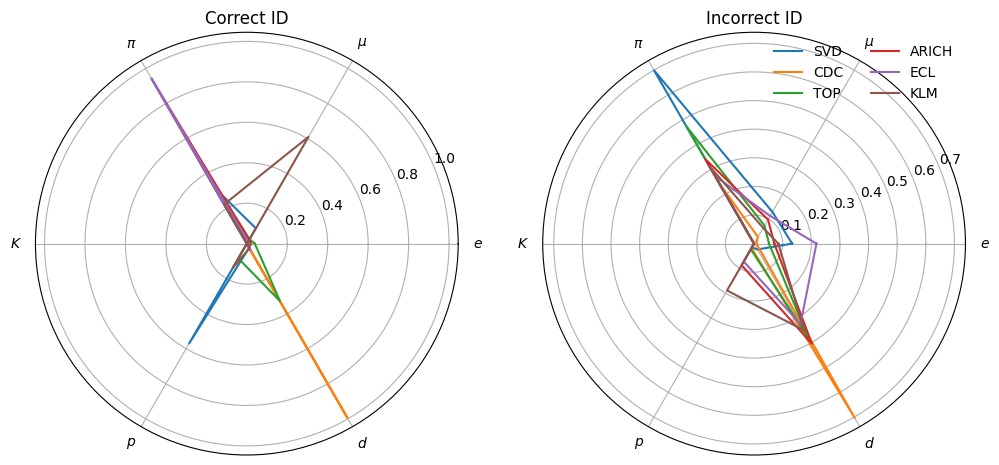 Correct ID
π
μ
K
e
p
d
0.2
0.4
0.6
0.8
1.0
Incorrect ID
π
μ
K
e
p
d
0.1
0.2
0.3
0.4
0.5
0.6
0.7
SVD
CDC
TOP
ARICH
ECL
KLM